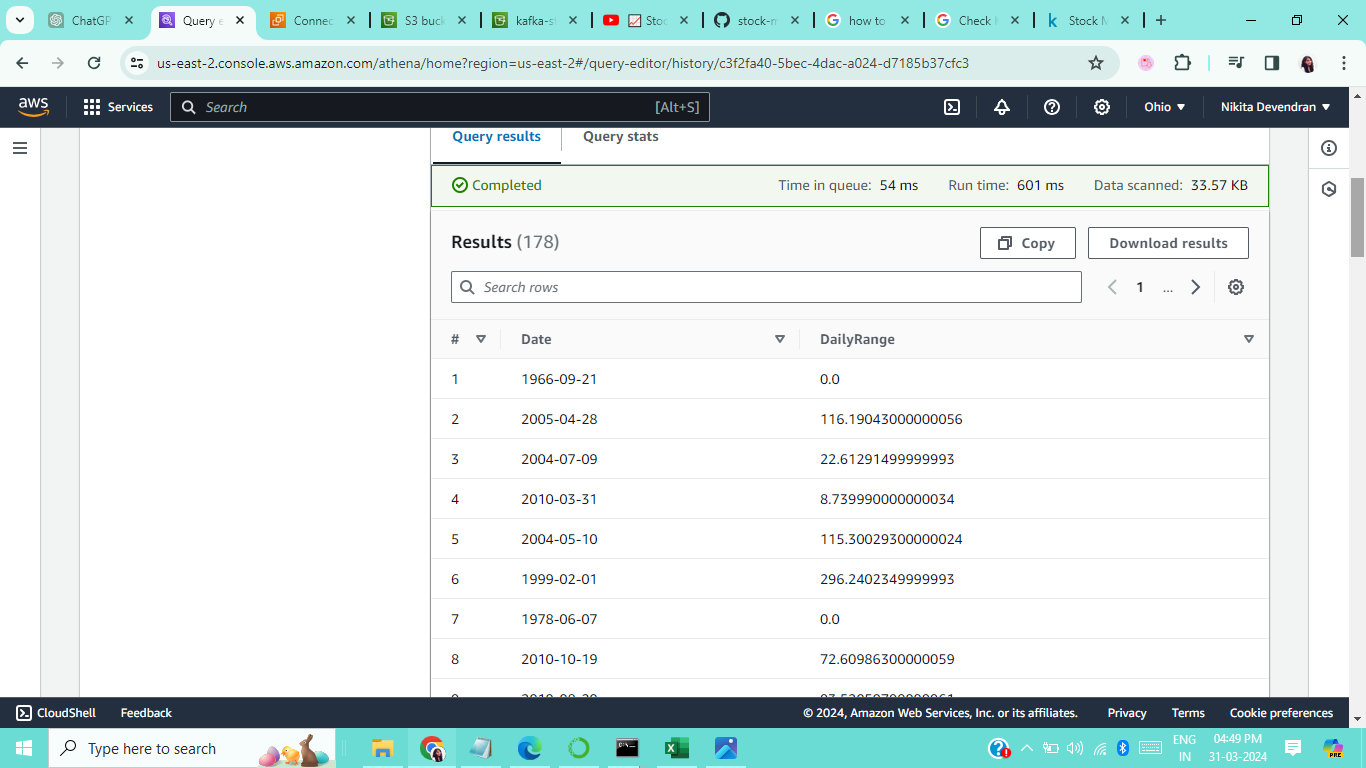 ChatGP
Query e
Connec
S3 buck
kafka-s
Stoc
stock-m
how to
Check
Stock M
us-east-2.console.aws.amazon.com/athena/home?region=us-east-2#/query-editor/history/c3f2fa40-5bec-4dac-a024-d7185b37cfc3
aws
Services
Search
[Alt+S]
Ohio
Nikita Devendran
Query results
Query stats
Completed
Time in queue: 54 ms
Run time: 601 ms
Data scanned: 33.57 KB
Results (178)
Copy
Download results
Search rows
1 ...
# Date DailyRange
1 1966-09-21 0.0
2 2005-04-28 116.19043000000056
3 2004-07-09 22.61291499999993
4 2010-03-31 8.739990000000034
5 2004-05-10 115.30029300000024
6 1999-02-01 296.2402349999993
7 1978-06-07 0.0
8 2010-10-19 72.60986300000059
CloudShell
Feedback
© 2024, Amazon Web Services, Inc. or its affiliates.
Privacy
Terms
Cookie preferences
Type here to search
ENG
IN
04:49 PM
31-03-2024
PRE